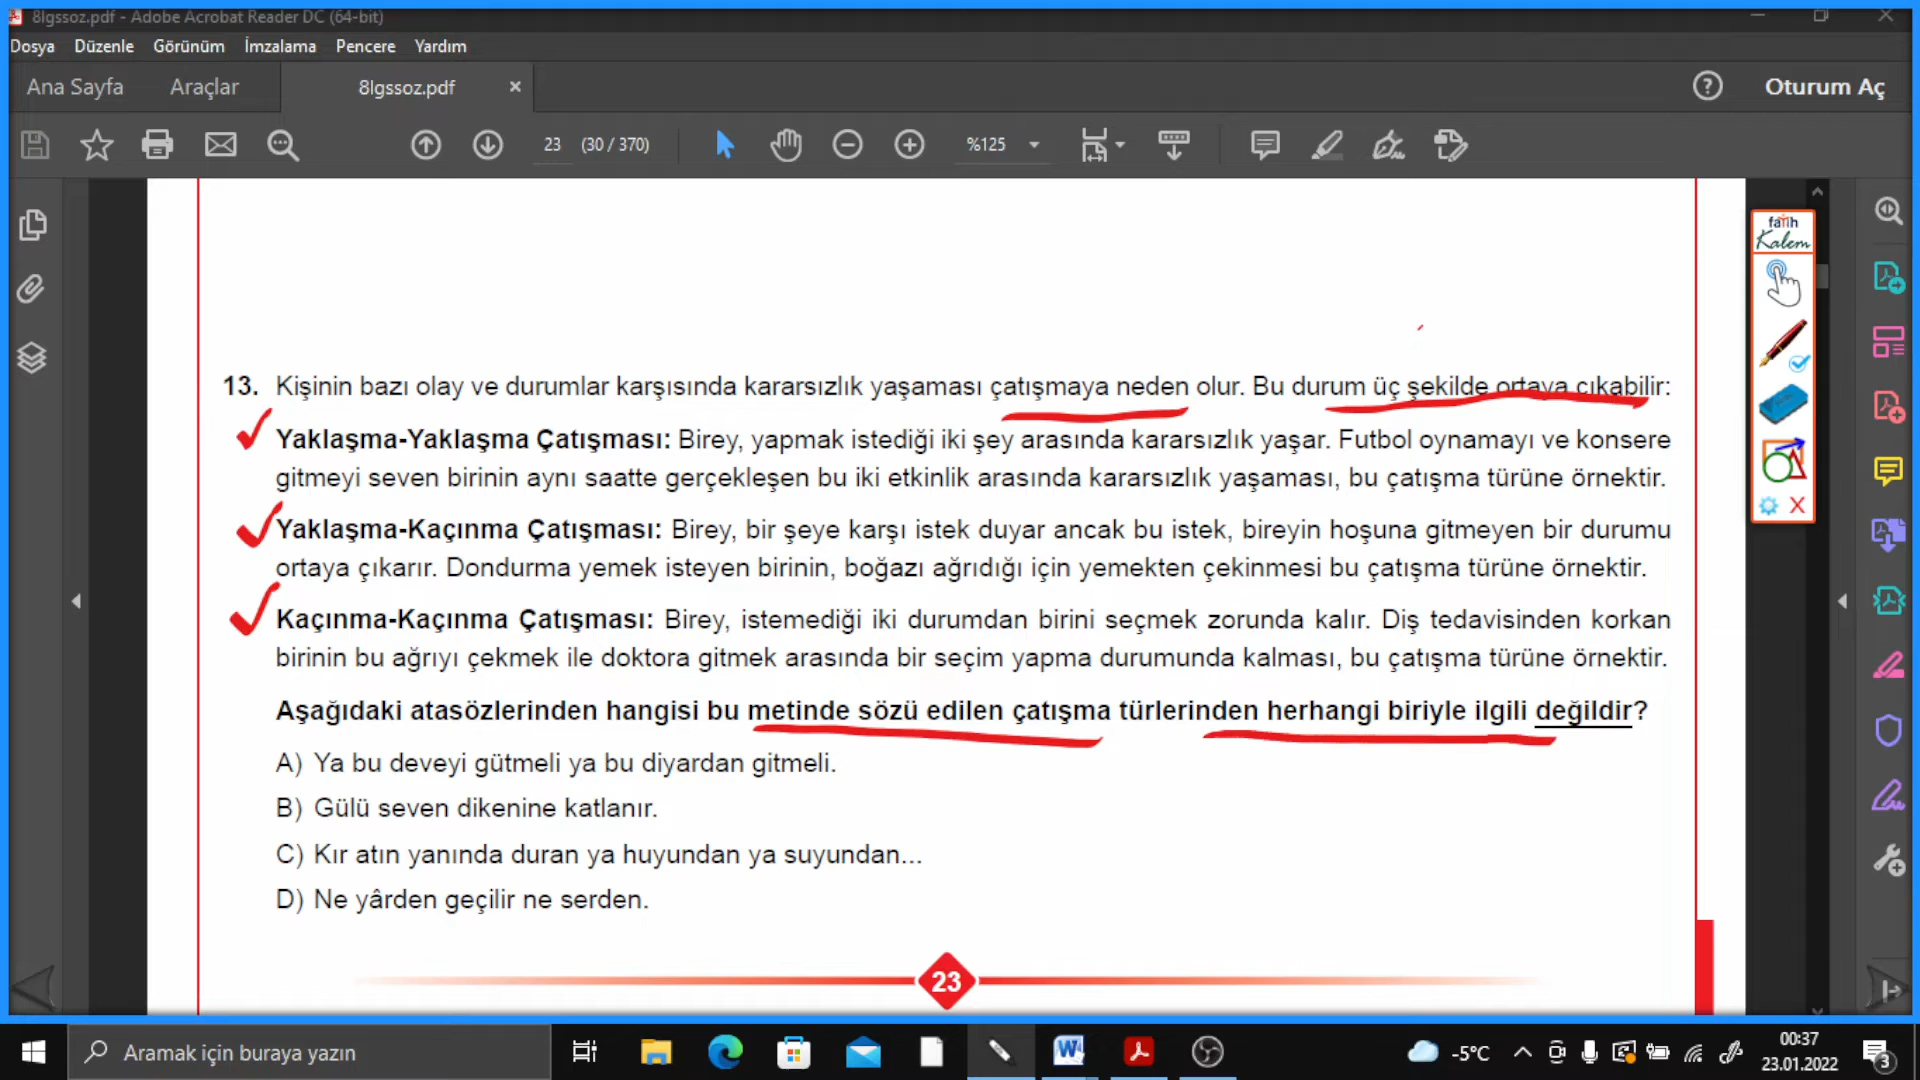 8lgssoz.pdf - Adobe Acrobat Reader DC (64-bit)
Dosya Düzenle Görünüm İmzalama Pencere Yardım
Ana Sayfa Araçlar 8lgssoz.pdf × Oturum Aç
23 (30 / 370) %125
fatih
Kalem
13. Kişinin bazı olay ve durumlar karşısında kararsızlık yaşaması çatışmaya neden olur. Bu durum üç şekilde ortaya çıkabilir:
Yaklaşma-Yaklaşma Çatışması: Birey, yapmak istediği iki şey arasında kararsızlık yaşar. Futbol oynamayı ve konsere
gitmeyi seven birinin aynı saatte gerçekleşen bu iki etkinlik arasında kararsızlık yaşaması, bu çatışma türüne örnektir.
Yaklaşma-Kaçınma Çatışması: Birey, bir şeye karşı istek duyar ancak bu istek, bireyin hoşuna gitmeyen bir durumu
ortaya çıkarır. Dondurma yemek isteyen birinin, boğazı ağrıdığı için yemekten çekinmesi bu çatışma türüne örnektir.
Kaçınma-Kaçınma Çatışması: Birey, istemediği iki durumdan birini seçmek zorunda kalır. Diş tedavisinden korkan
birinin bu ağrıyı çekmek ile doktora gitmek arasında bir seçim yapma durumunda kalması, bu çatışma türüne örnektir.
Aşağıdaki atasözlerinden hangisi bu metinde sözü edilen çatışma türlerinden herhangi biriyle ilgili değildir?
A) Ya bu deveyi gütmeli ya bu diyardan gitmeli.
B) Gülü seven dikenine katlanır.
C) Kır atın yanında duran ya huyundan ya suyundan...
D) Ne yârden geçilir ne serden.
23
Aramak için buraya yazın
-5°C
00:37
23.01.2022
3